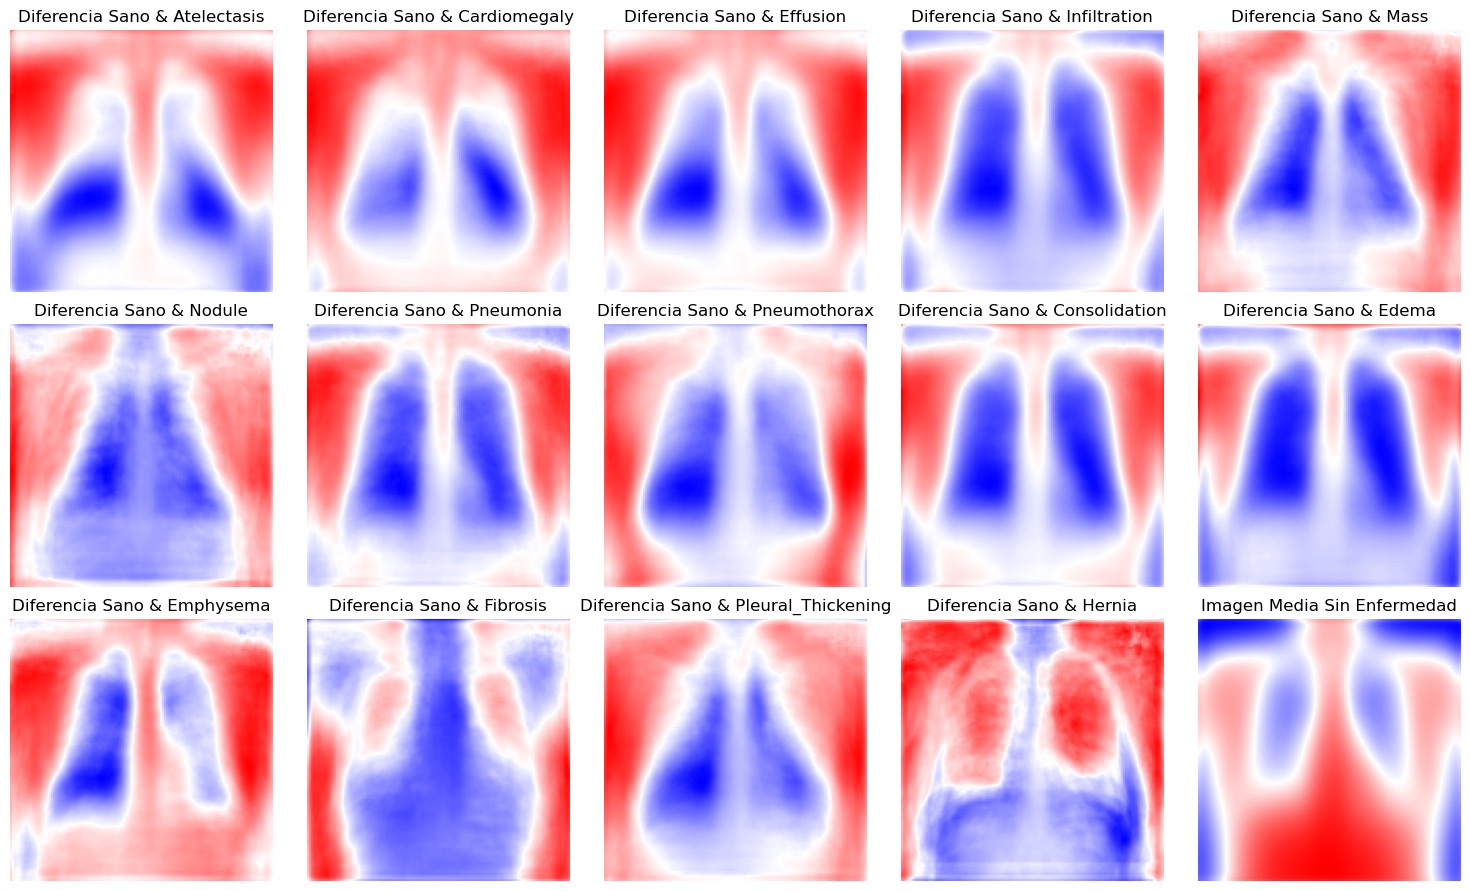 Diferencia Sano & Atelectasis
Diferencia Sano & Cardiomegaly
Diferencia Sano & Effusion
Diferencia Sano & Infiltration
Diferencia Sano & Mass
Diferencia Sano & Nodule
Diferencia Sano & Pneumonia
Diferencia Sano & Pneumothorax
Diferencia Sano & Consolidation
Diferencia Sano & Edema
Diferencia Sano & Emphysema
Diferencia Sano & Fibrosis
Diferencia Sano & Pleural_Thickening
Diferencia Sano & Hernia
Imagen Media Sin Enfermedad